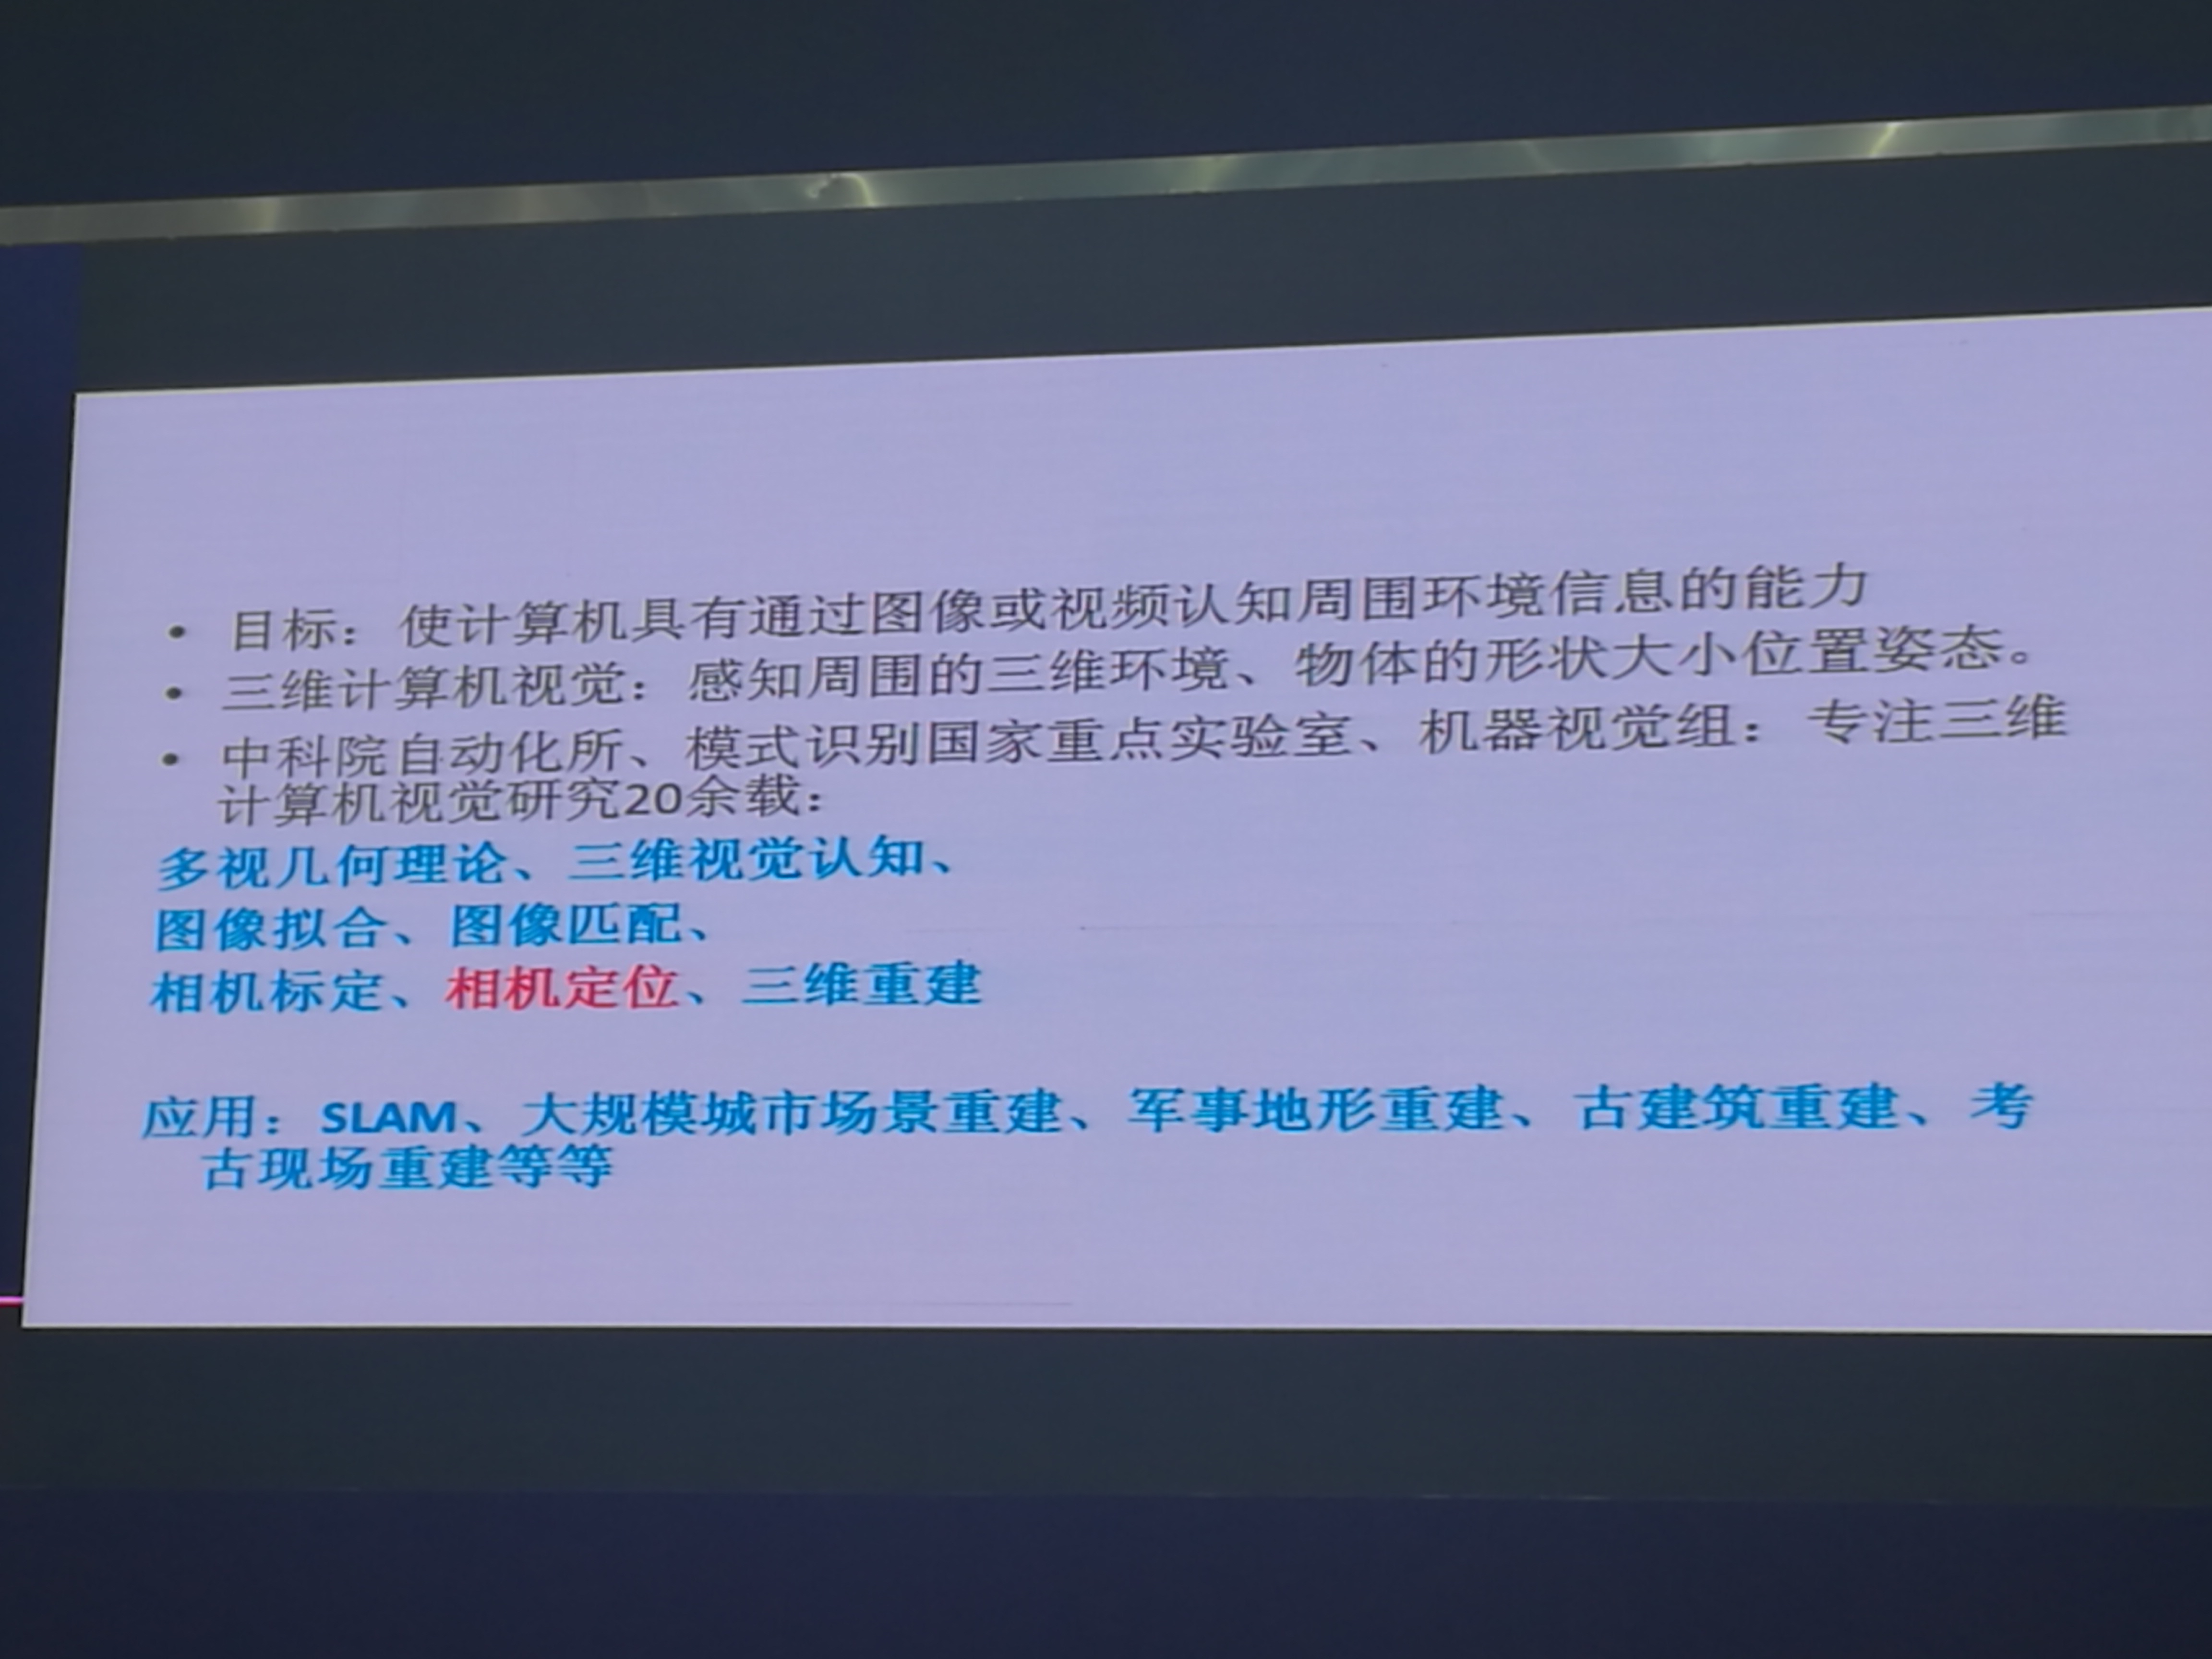 • 目标：使计算机具有通过图像或视频认知周围环境信息的能力
• 三维计算机视觉：感知周围的三维环境、物体的形状大小位置姿态。
• 中科院自动化所、模式识别国家重点实验室、机器视觉组：专注三维
计算机视觉研究20余载：
多视几何理论、三维视觉认知、
图像拟合、图像匹配、
相机标定、相机定位、三维重建
应用：SLAM、大规模城市场景重建、军事地形重建、古建筑重建、考
古现场重建等等